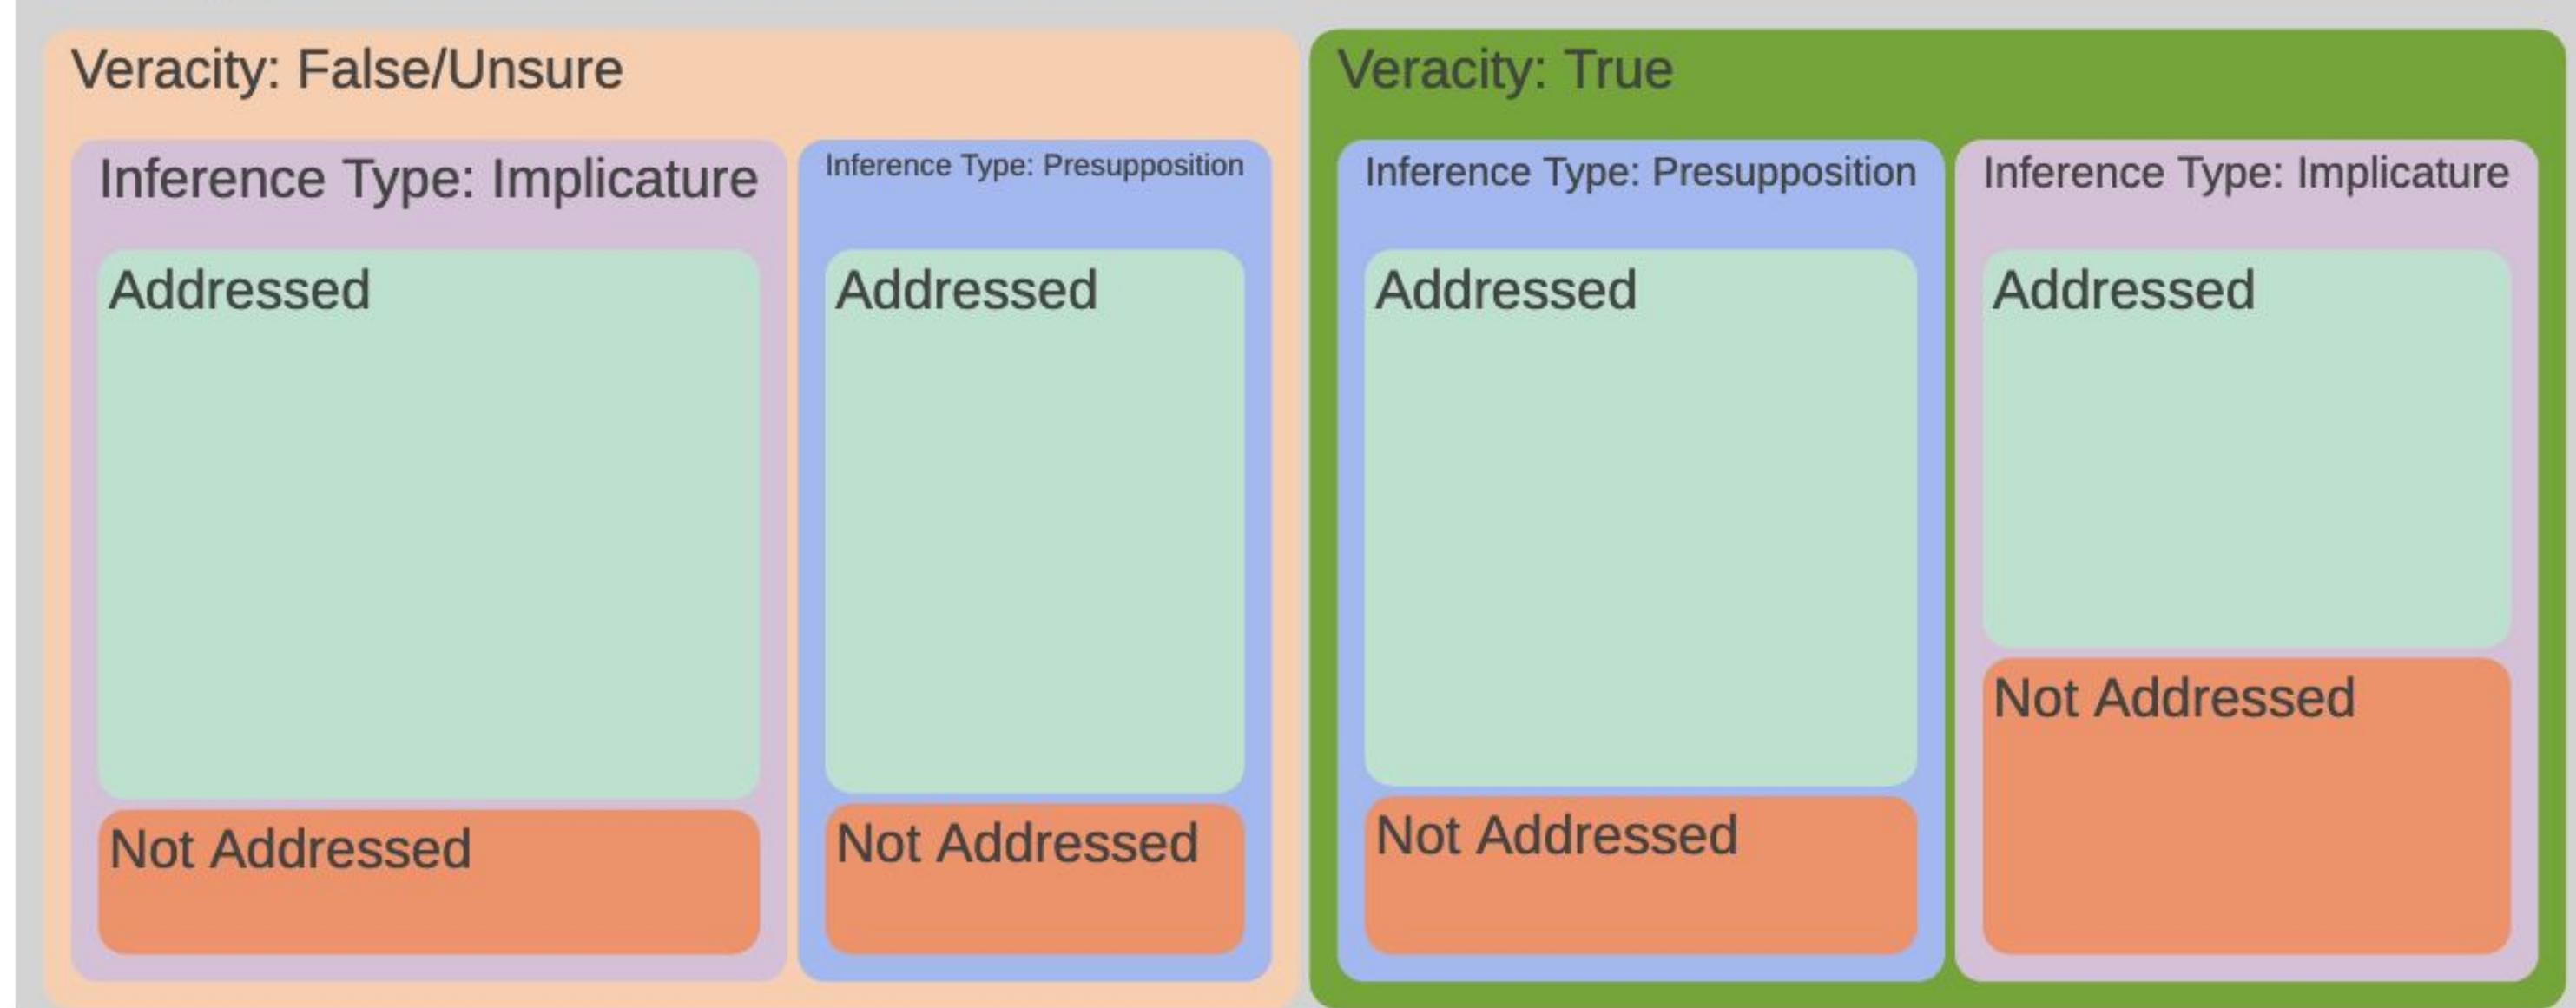 Veracity: False/Unsure
Inference Type: Implicature
Addressed
Not Addressed
Inference Type: Presupposition
Addressed
Not Addressed
Veracity: True
Inference Type: Presupposition
Addressed
Not Addressed
Inference Type: Implicature
Addressed
Not Addressed